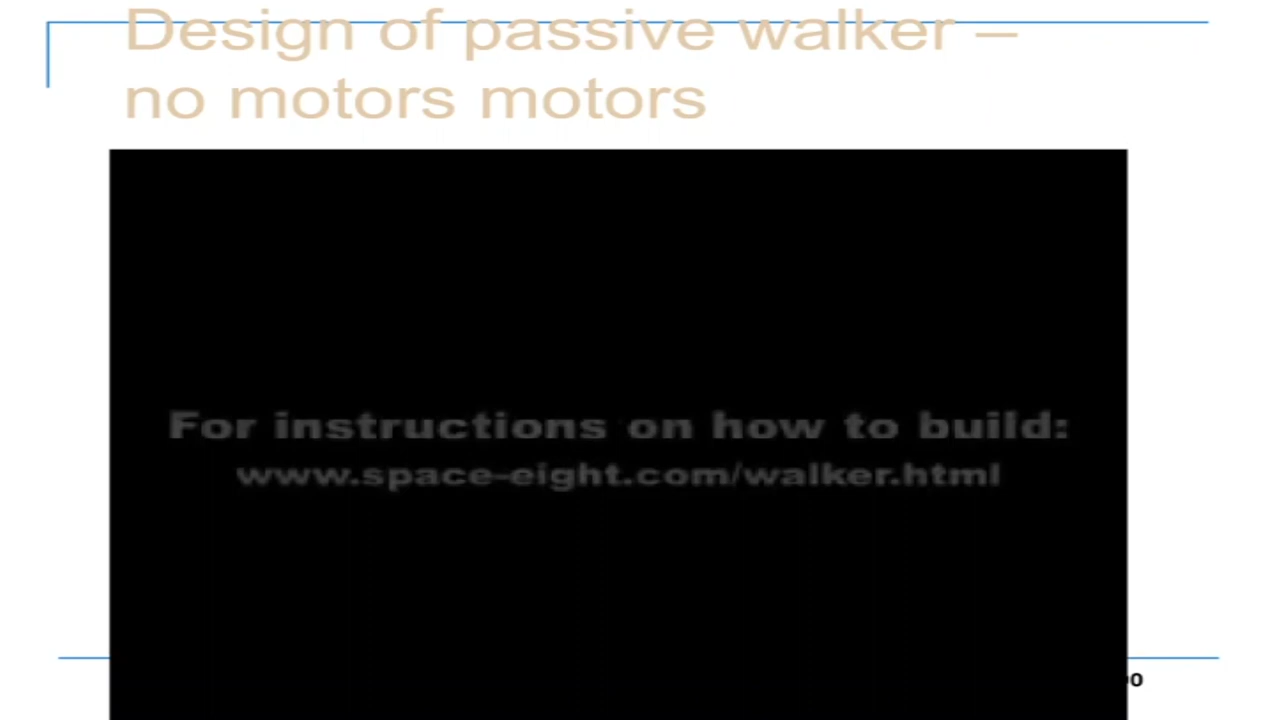 Design of passive walker –
no motors motors
For instructions on how to build:
www.space-eight.com/walker.html